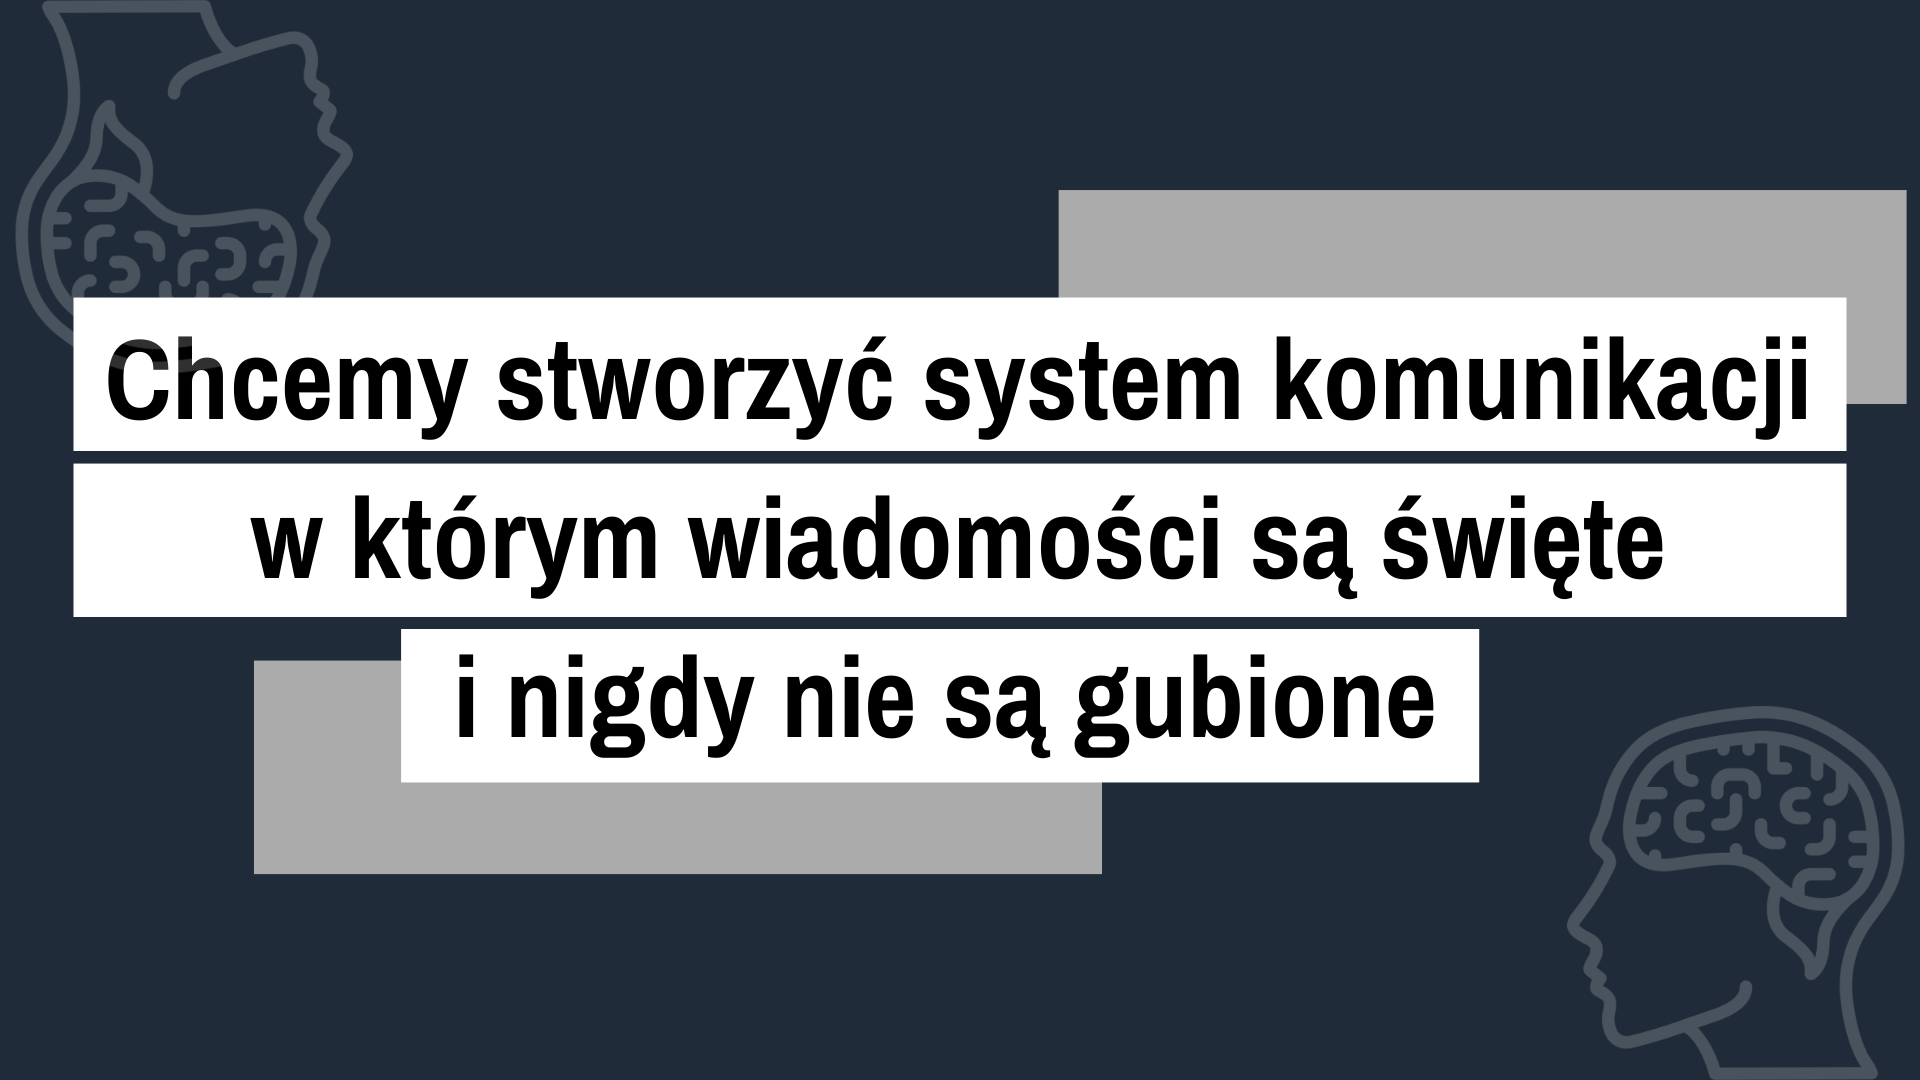 Chcemy stworzyć system komunikacji
w którym wiadomości są święte
i nigdy nie są gubione